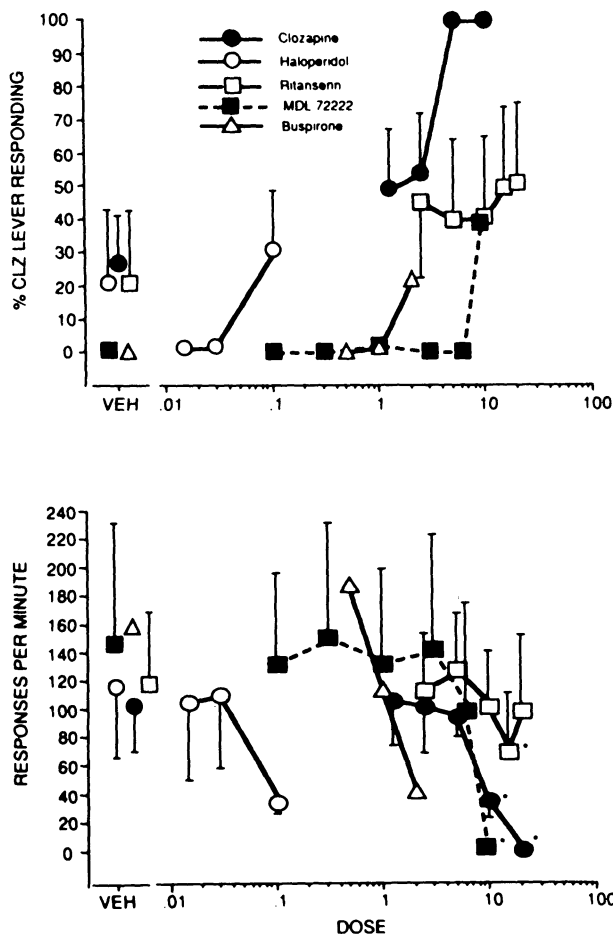 Clozapine
Haloperidol
Ritansenn
MDL 72222
Buspirone
% CLZ LEVER RESPONDING
100
90
80
70
60
50
40
30
20
10
0
VEH .01 .1 1 10 100
RESPONSES PER MINUTE
240
220
200
180
160
140
120
100
80
60
40
20
0
VEH .01 .1 1 10 100
DOSE